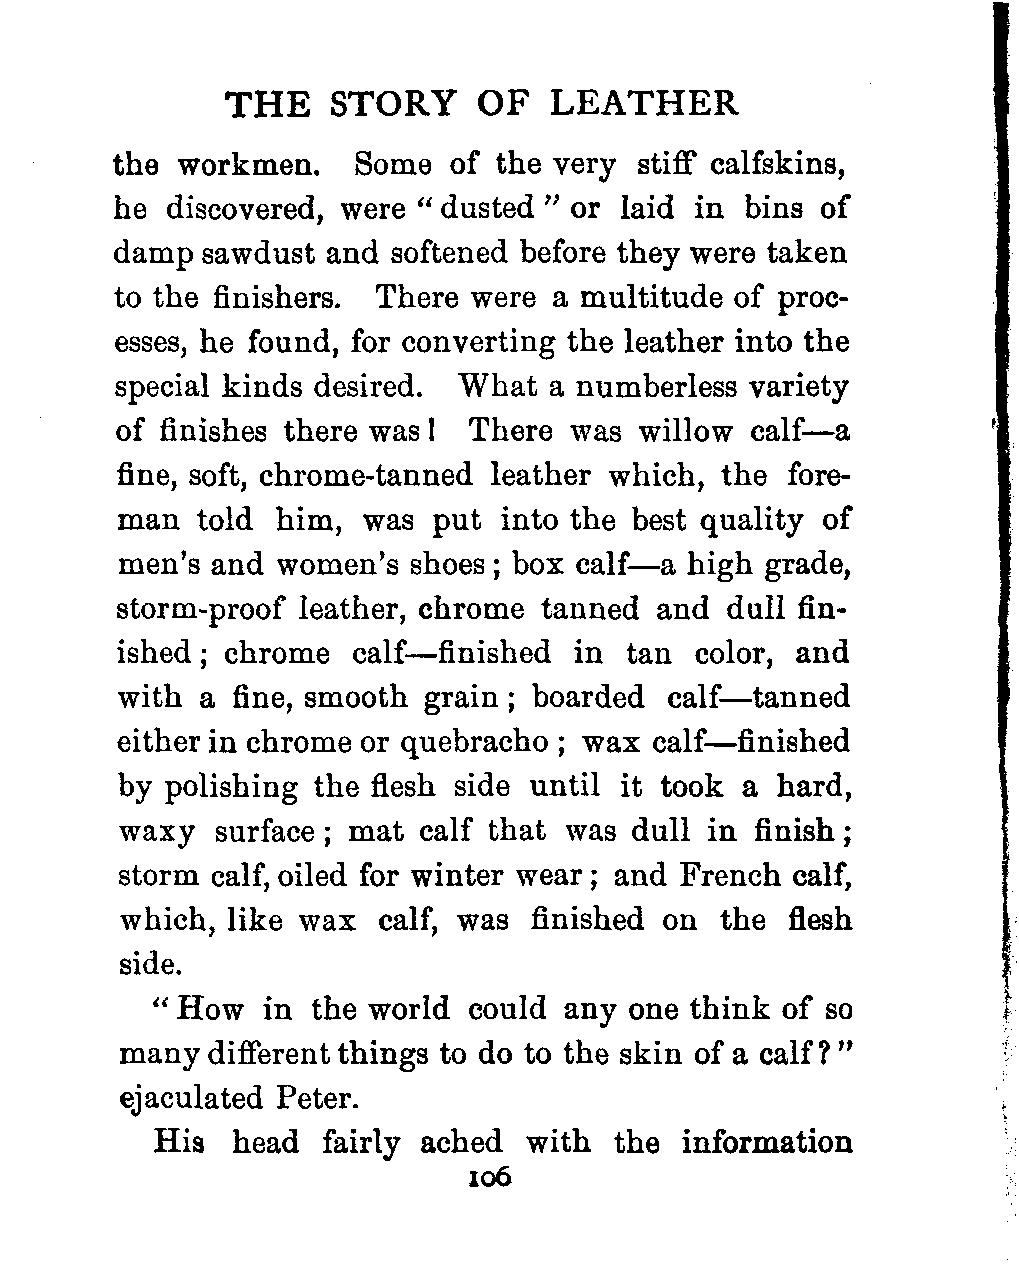 THE STORY OF LEATHER
the workmen. Some of the very stiff calfskins,
he discovered, were “ dusted ” or laid in bins of
damp sawdust and softened before they were taken
to the finishers. There were a multitude of proc-
esses, he found, for converting the leather into the
special kinds desired. What a numberless variety
of finishes there was! There was willow calf—a
fine, soft, chrome-tanned leather which, the fore-
man told him, was put into the best quality of
men's and women's shoes; box calf—a high grade,
storm-proof leather, chrome tanned and dull fin-
ished; chrome calf—finished in tan color, and
with a fine, smooth grain; boarded calf—tanned
either in chrome or quebracho; wax calf—finished
by polishing the flesh side until it took a hard,
waxy surface; mat calf that was dull in finish;
storm calf, oiled for winter wear; and French calf,
which, like wax calf, was finished on the flesh
side.
“ How in the world could any one think of so
many different things to do to the skin of a calf? ”
ejaculated Peter.
His head fairly ached with the information
106